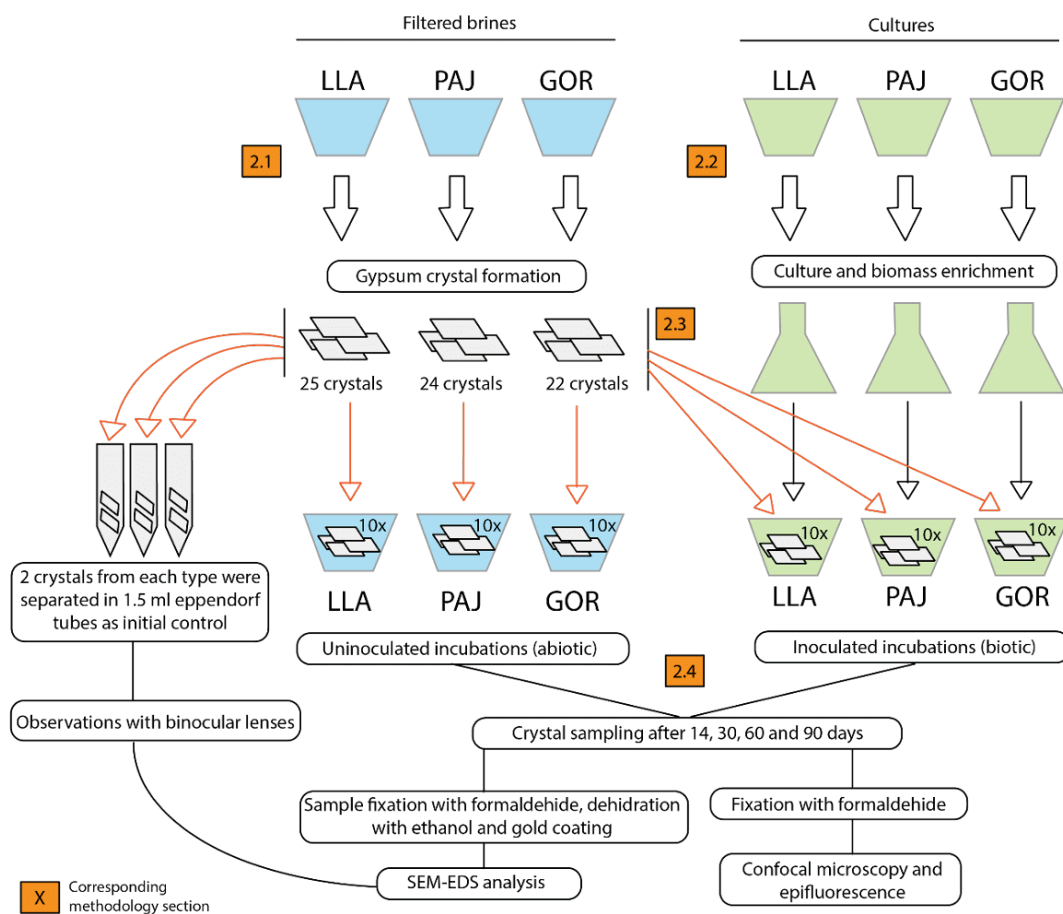 Filtered brines
Cultures
LLA PAJ GOR
LLA PAJ GOR
2.1
2.2
Gypsum crystal formation
Culture and biomass enrichment
2.3
25 crystals 24 crystals 22 crystals
10x 10x 10x
10x 10x 10x
LLA PAJ GOR
LLA PAJ GOR
2 crystals from each type were
separated in 1.5 ml eppendorf
tubes as initial control
Uninoculated incubations (abiotic)
Inoculated incubations (biotic)
2.4
Observations with binocular lenses
Crystal sampling after 14, 30, 60 and 90 days
Sample fixation with formaldehide, dehidration
with ethanol and gold coating
Fixation with formaldehide
SEM-EDS analysis
Confocal microscopy and
epifluorescence
X
Corresponding
methodology section